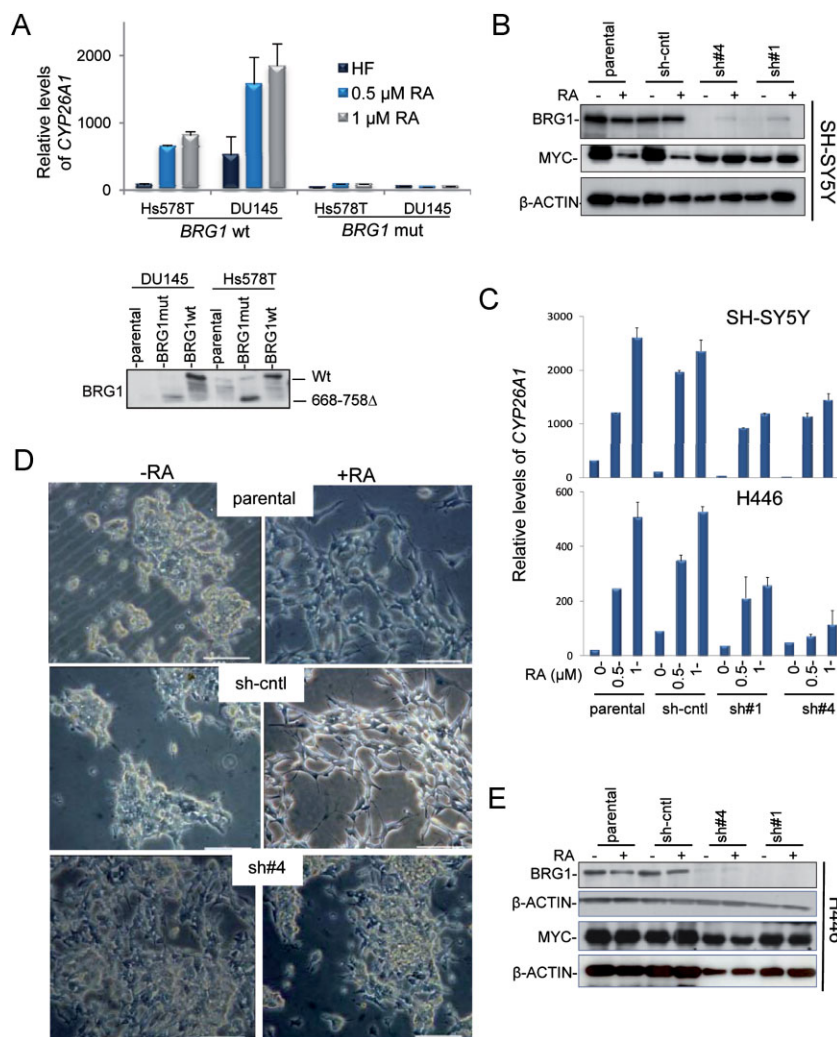 A
Relative levels
of CYP26A1
2000
1000
0
HF
0.5 µM RA
1 µM RA
Hs578T DU145 Hs578T DU145
BRG1 wt BRG1 mut
DU145 Hs578T
-parental
-BRG1mut
-BRG1wt
-parental
-BRG1mut
-BRG1wt
BRG1
Wt
668-758Δ
B
parental sh-cntl sh#4 sh#1
RA - + - + - + - +
BRG1-
MYC-
β-ACTIN-
SH-SY5Y
C
Relative levels of CYP26A1
SH-SY5Y
3000
2000
1000
0
H446
600
400
200
0
RA (µM) 0- 0.5- 1- 0- 0.5- 1- 0- 0.5- 1- 0- 0.5- 1-
parental sh-cntl sh#1 sh#4
D
-RA +RA
parental
sh-cntl
sh#4
E
parental sh-cntl sh#4 sh#1
RA - + - + - + - +
BRG1-
β-ACTIN-
MYC-
β-ACTIN-
H446